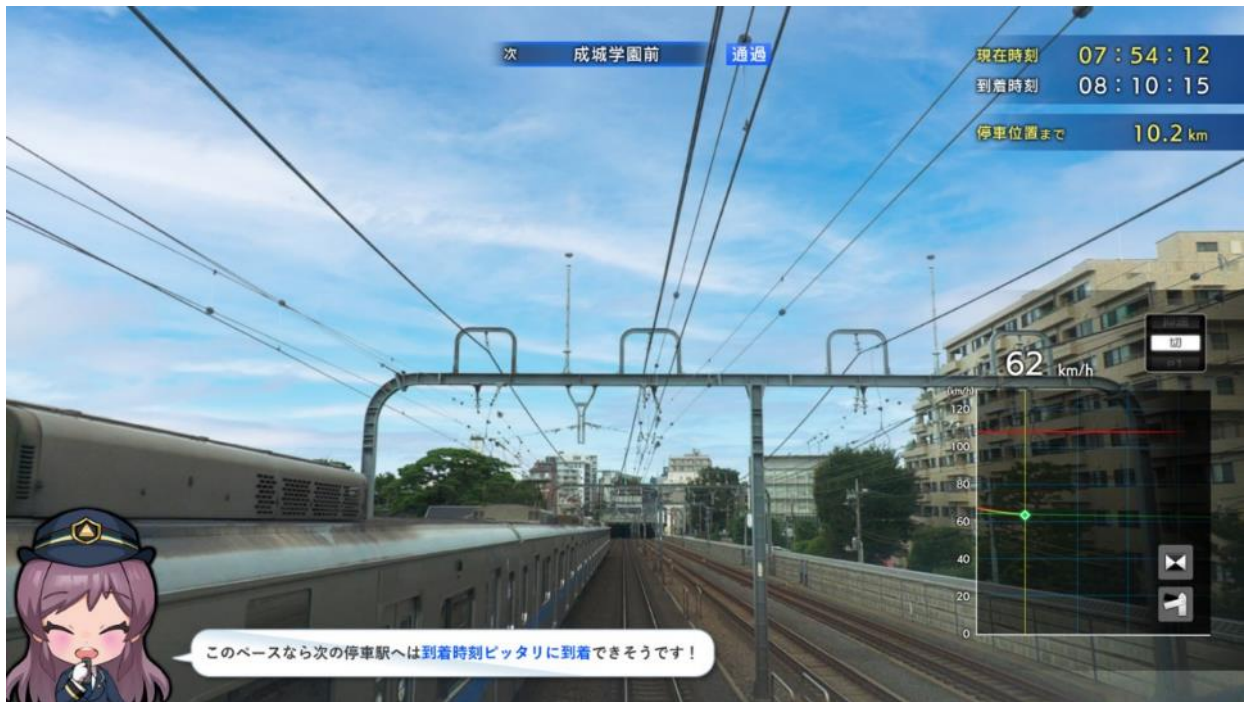 次 成城学園前 通過
現在時刻 07:54:12
到着時刻 08:10:15
停車位置まで 10.2 km
切
62 km/h
(km/h)
120
100
80
60
40
20
0
このペースなら次の停車駅へは到着時刻ピッタリに到着できそうです！